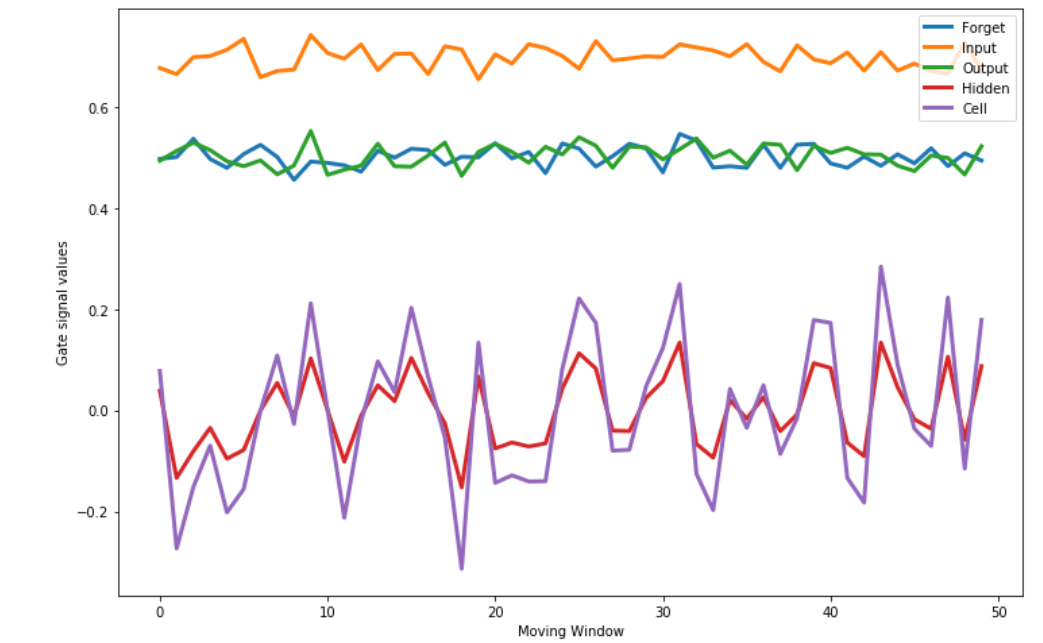 Forget
Input
Output
Hidden
Cell
0.6
0.4
0.2
0.0
−0.2
Gate signal values
0 10 20 30 40 50
Moving Window